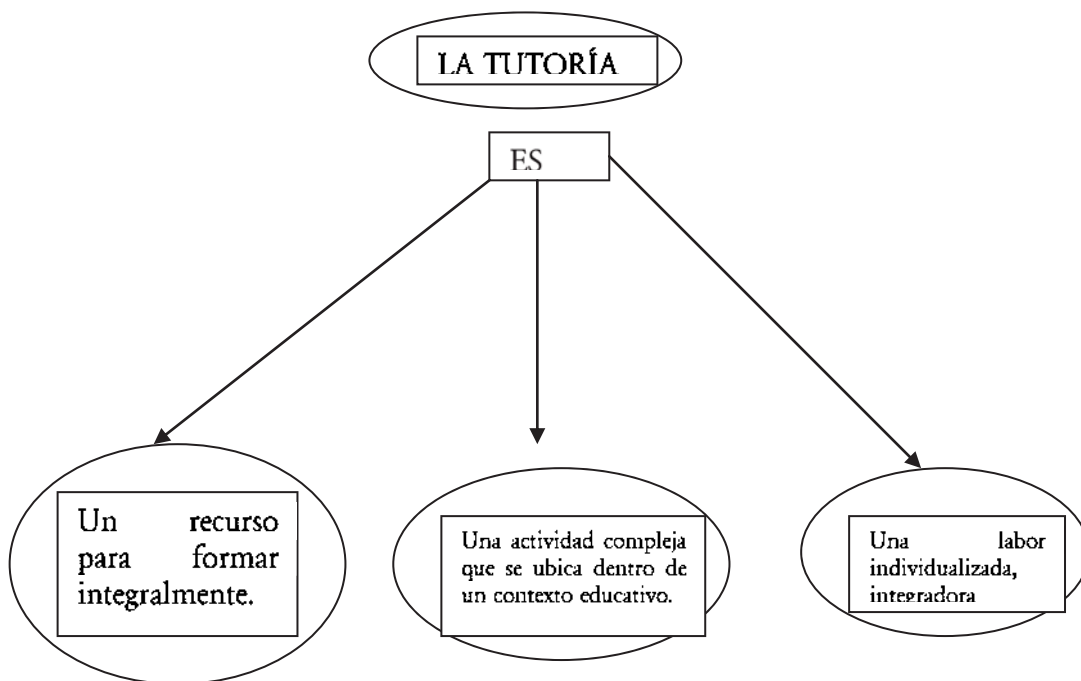 LA TUTORÍA
ES
Un recurso
para formar
integralmente.
Una actividad compleja
que se ubica dentro de
un contexto educativo.
Una labor
individualizada,
integradora